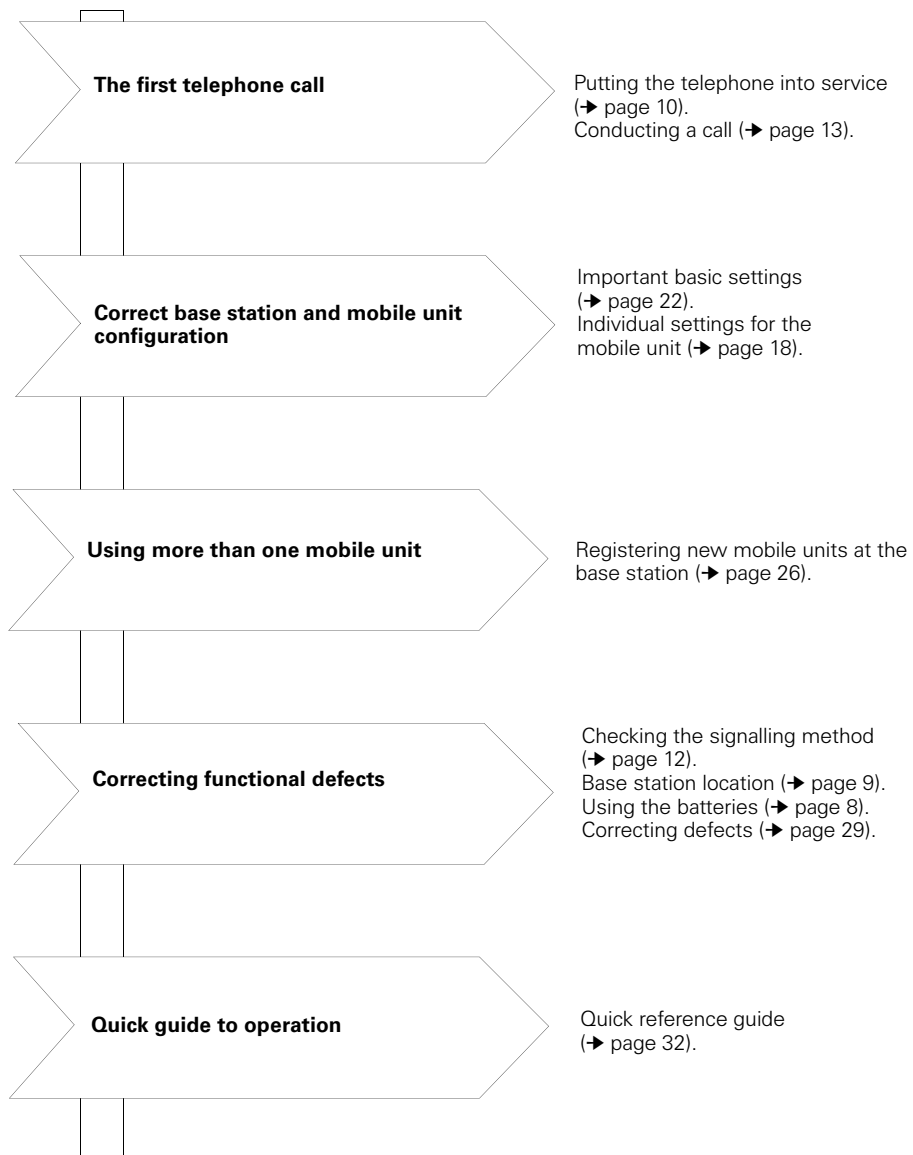 The first telephone call
Putting the telephone into service
(➔ page 10).
Conducting a call (➔ page 13).
Correct base station and mobile unit
configuration
Important basic settings
(➔ page 22).
Individual settings for the
mobile unit (➔ page 18).
Using more than one mobile unit
Registering new mobile units at the
base station (➔ page 26).
Correcting functional defects
Checking the signalling method
(➔ page 12).
Base station location (➔ page 9).
Using the batteries (➔ page 8).
Correcting defects (➔ page 29).
Quick guide to operation
Quick reference guide
(➔ page 32).